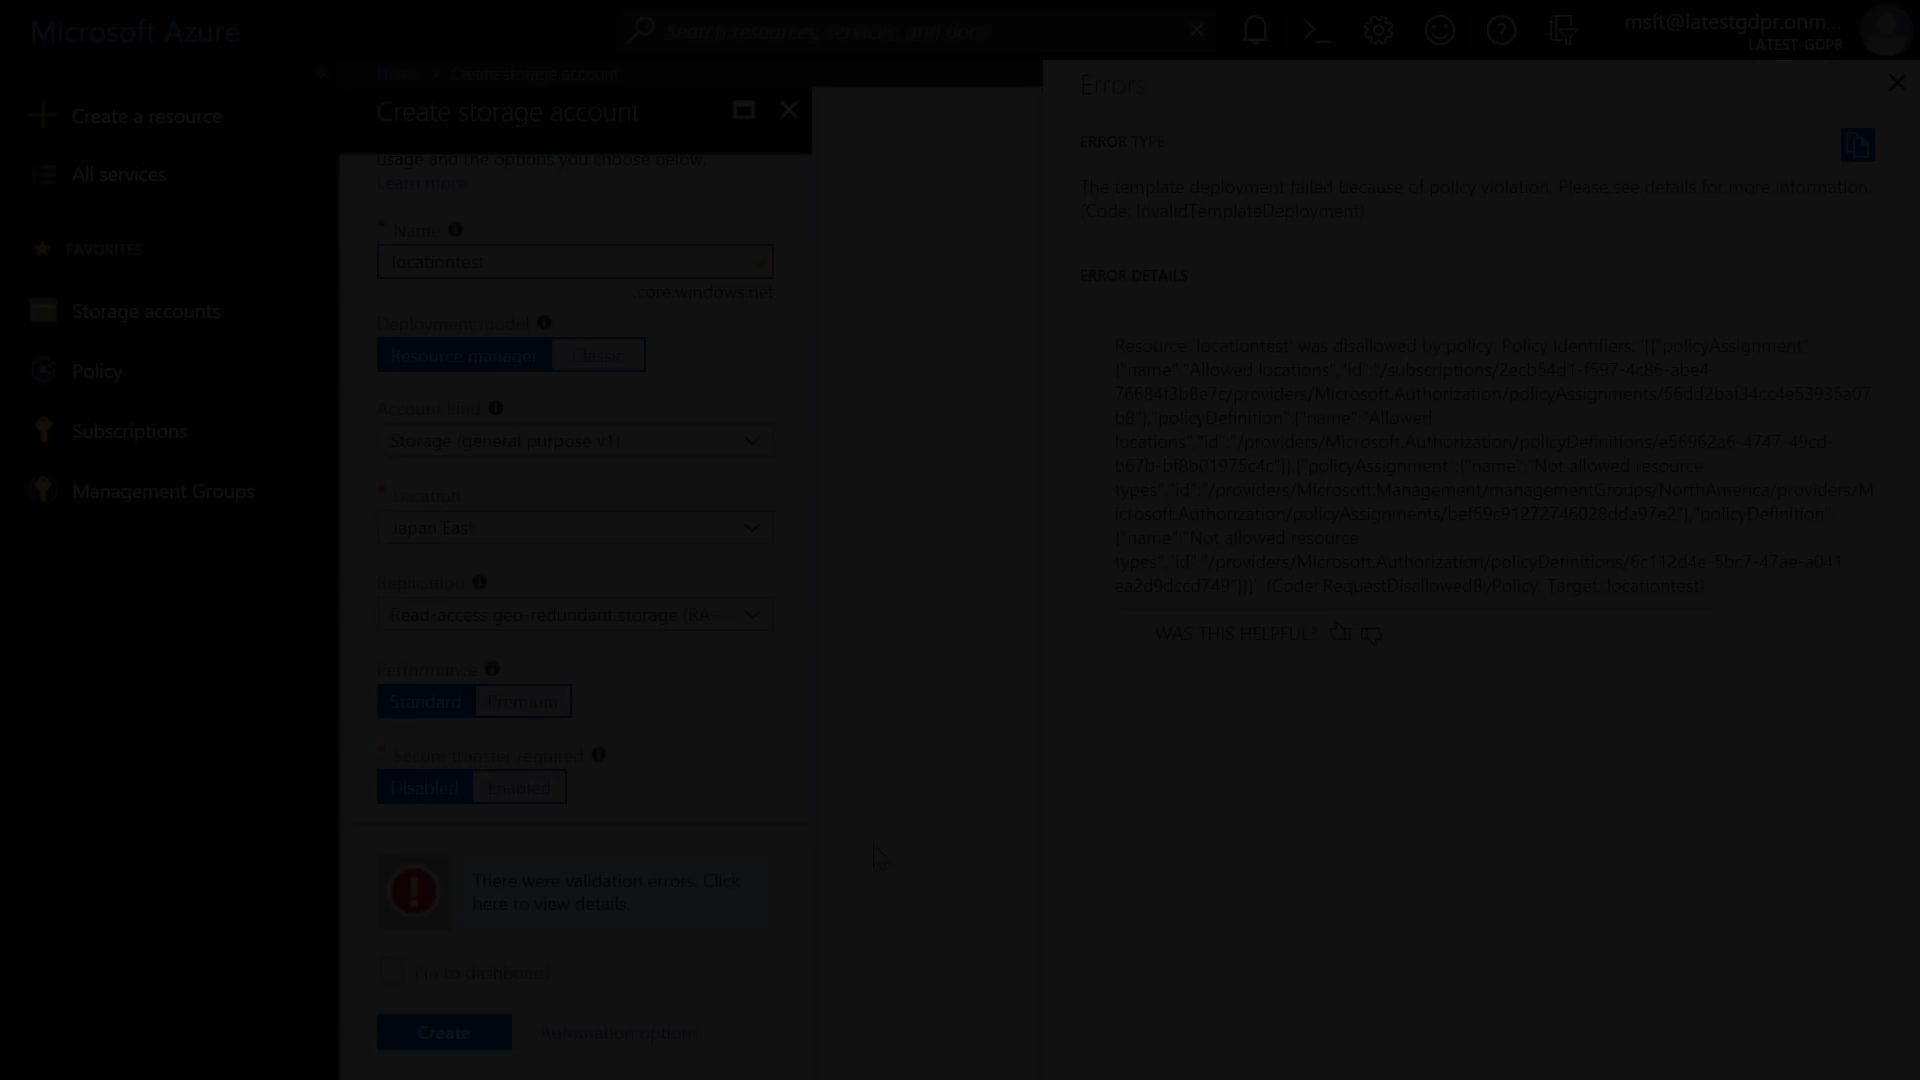 Microsoft Azure
Search resources, services, and docs
msft@latestgdpr.onm...
LATEST-GDPR
Create a resource
All services
FAVORITES
Storage accounts
Policy
Subscriptions
Management Groups
Home > Create storage account
Create storage account
usage and the options you choose below.
Learn more
* Name
locationtest
.core.windows.net
Deployment model
Resource manager Classic
Account kind
Storage (general purpose v1)
* Location
Japan East
Replication
Read-access geo-redundant storage (RA-...
Performance
Standard Premium
* Secure transfer required
Disabled Enabled
There were validation errors. Click
here to view details.
Pin to dashboard
Create Automation options
Errors
ERROR TYPE
The template deployment failed because of policy violation. Please see details for more information.
(Code: InvalidTemplateDeployment)
ERROR DETAILS
Resource 'locationtest' was disallowed by policy. Policy identifiers: '[{"policyAssignment":
{"name":"Allowed locations","id":"/subscriptions/2ecb54d1-f597-4c86-abe4-
76684f3b8e7c/providers/Microsoft.Authorization/policyAssignments/56dd2baf34cc4e53935a07
b8"},"policyDefinition":{"name":"Allowed
locations","id":"/providers/Microsoft.Authorization/policyDefinitions/e56962a6-4747-49cd-
b67b-bf8b01975c4c"}},{"policyAssignment":{"name":"Not allowed resource
types","id":"/providers/Microsoft.Management/managementGroups/NorthAmerica/providers/M
icrosoft.Authorization/policyAssignments/bef59c91272746028dda97e2"},"policyDefinition":
{"name":"Not allowed resource
types","id":"/providers/Microsoft.Authorization/policyDefinitions/6c112d4e-5bc7-47ae-a041-
ea2d9dccd749"}}]'. (Code: RequestDisallowedByPolicy, Target: locationtest)
WAS THIS HELPFUL?